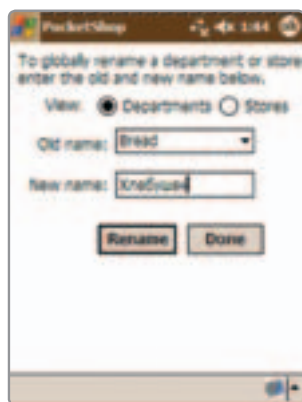 PocketShop 1:44 ok
To globally rename a department or store
enter the old and new name below.
View: Departments Stores
Old name: Bread
New name: Хлебушек
Rename Done